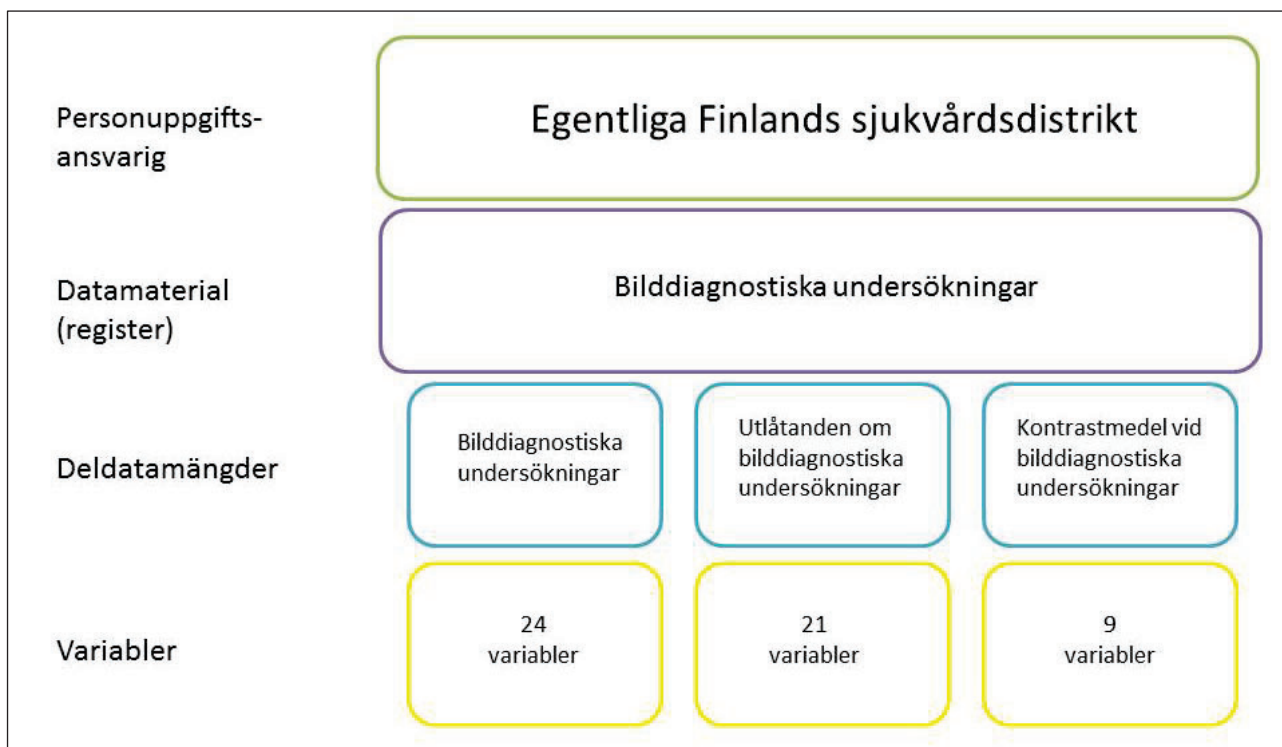 Personuppgifts-
ansvarig
Egentliga Finlands sjukvårdsdistrikt
Datamaterial
(register)
Bilddiagnostiska undersökningar
Deldatamängder
Bilddiagnostiska
undersökningar
Utlåtanden om
bilddiagnostiska
undersökningar
Kontrastmedel vid
bilddiagnostiska
undersökningar
Variabler
24
variabler
21
variabler
9
variabler